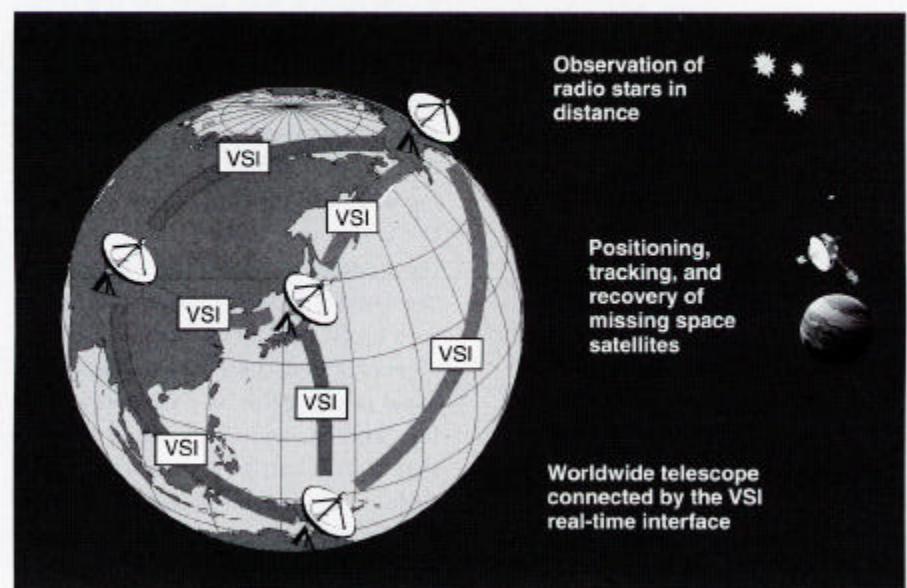 Observation of
radio stars in
distance
VSI
VSI
Positioning,
tracking, and
recovery of
missing space
satellites
VSI
VSI
VSI
VSI
Worldwide telescope
connected by the VSI
real-time interface